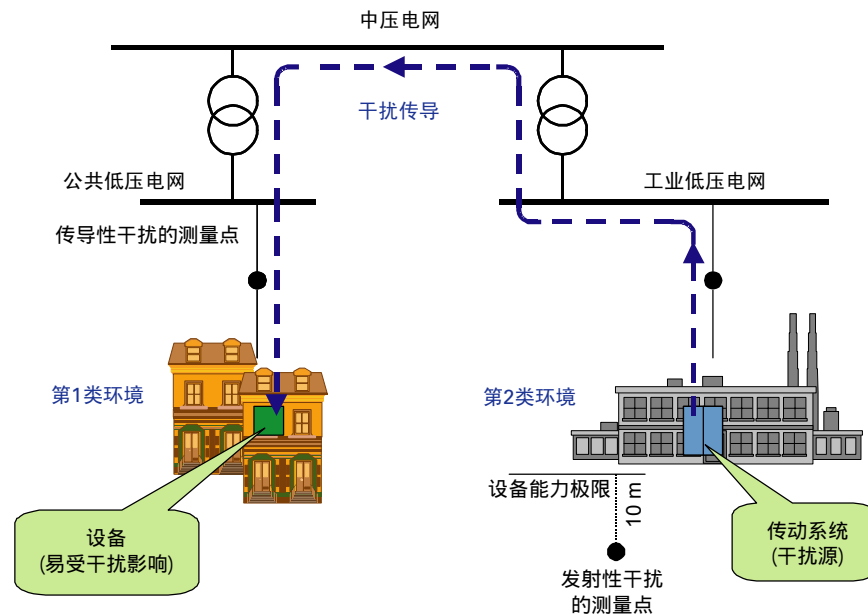 中压电网
干扰传导
公共低压电网
工业低压电网
传导性干扰的测量点
第1类环境
第2类环境
设备能力极限
10 m
设备
(易受干扰影响)
传动系统
(干扰源)
发射性干扰
的测量点